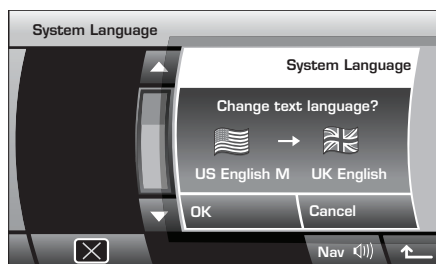 System Language
System Language
Change text language?
US English M UK English
OK Cancel
Nav